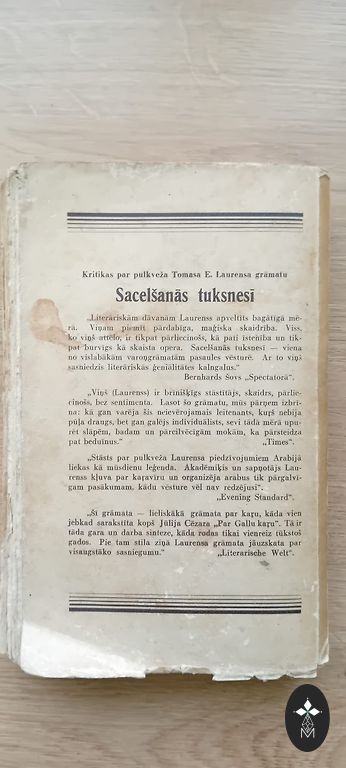 Kritikas par pulkveža Tomasa E. Laurensa grāmatu
Sacelšanās tuksnesī
„Literāriskām dāvanām Laurenss apveltīts bagātīgā mē-
rā. Viņam piemīt pārdabīga, maģiska skaidrība. Viss,
ko viņš attēlo, ir tikpat pārliecinošs, kā pati īstenība un tik-
pat burvīgs kā skaista opera. Sacelšanās tuksnesī — viena
no vislabākām varoņgrāmatām pasaules vēsturē. Ar to viņš
sasniedzis literāriskās ģenialitātes kalngalus."
Bernhards Šovs „Spectatorā".
„Viņš (Laurenss) ir brīnišķīgs stāstītājs, skaidrs, pārlie-
cinošs, bez sentimenta. Lasot šo grāmatu, mūs pārņem izbrī-
na: kā gan varēja šis neievērojamais leitenants, kurš nebija
pūļa draugs, bet gan galējs individuālists, sevī tādā mērā up-
urēt slāpēm, badam un pārcilvēcīgām mokām, ka pārsteidza
pat beduinus." „Times".
„Stāsts par pulkveža Laurensa piedzīvojumiem Arābijā
liekas kā mūsdienu leģenda. Akadēmiķis un sapņotājs Lau-
renss kļuva par karavīru un organizēja arābus tik pārgalvī-
gam pasākumam, kādu vēsture vēl nav redzējusi".
„Evening Standard".
„Šī grāmata — lieliskākā grāmata par kaŗu, kāda vien
jebkad sarakstīta kopš Jūlija Cēzara „Par Gallu kaŗu". Tā ir
tāda gara un darba sintēze, kāda rodas tikai vienreiz tūkstoš
gados. Pie tam stila ziņā Laurensa grāmata jāuzskata par
visaugstāko sasniegumu." „Literarische Welt".
M